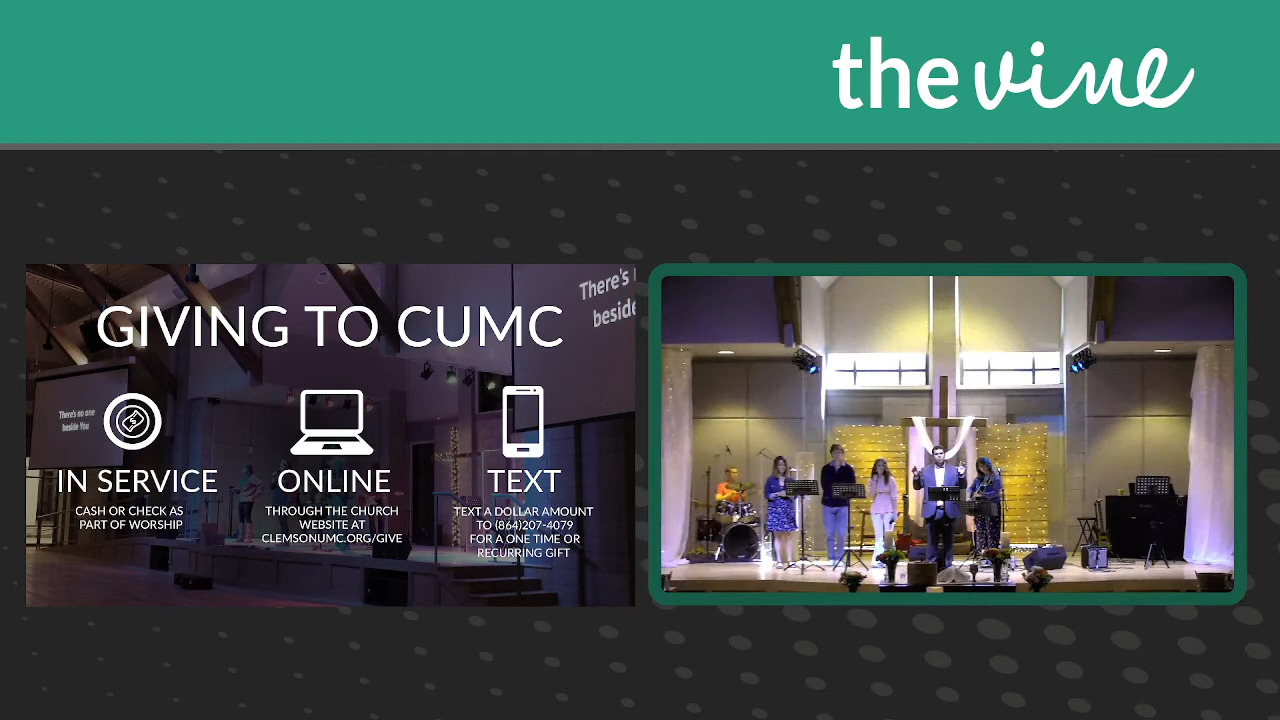 the vine
GIVING TO CUMC
There's
beside
There's no one
beside You
IN SERVICE
CASH OR CHECK AS
PART OF WORSHIP
ONLINE
THROUGH THE CHURCH
WEBSITE AT
CLEMSONUMC.ORG/GIVE
TEXT
TEXT A DOLLAR AMOUNT
TO (864)207-4079
FOR A ONE TIME OR
RECURRING GIFT